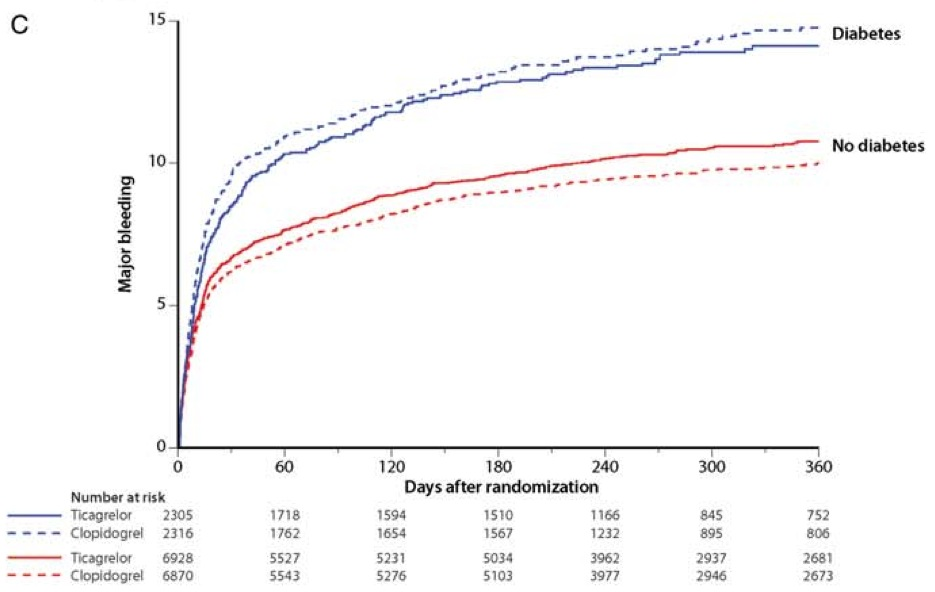 C
15
10
5
0
Major bleeding
Diabetes
No diabetes
0 60 120 180 240 300 360
Days after randomization
Number at risk
Ticagrelor 2305 1718 1594 1510 1166 845 752
Clopidogrel 2316 1762 1654 1567 1232 895 806
Ticagrelor 6928 5527 5231 5034 3962 2937 2681
Clopidogrel 6870 5543 5276 5103 3977 2946 2673